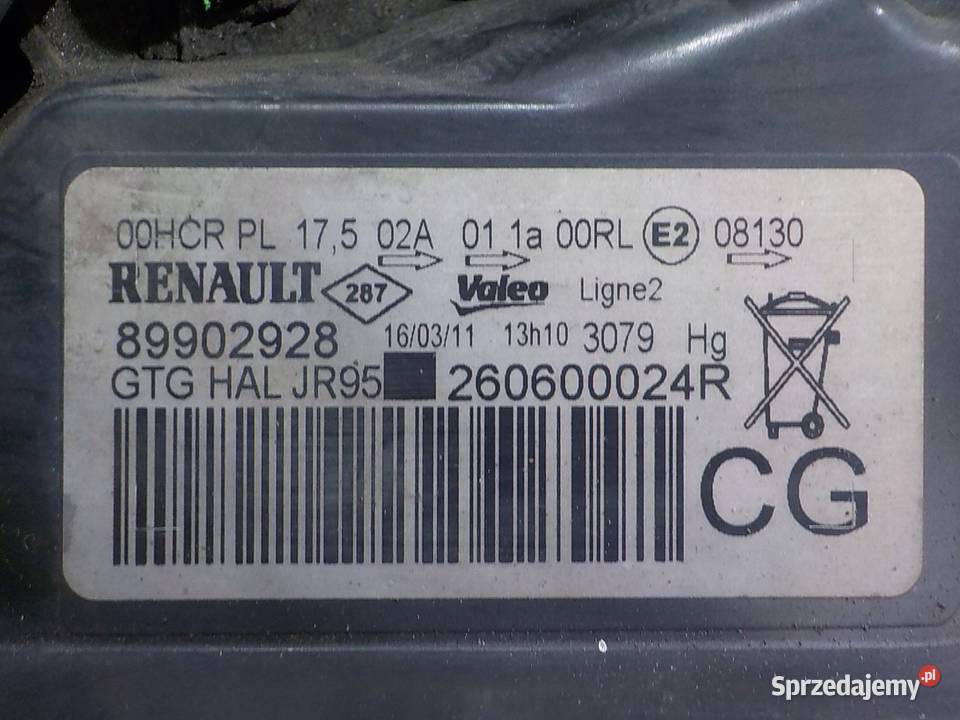 00HCR PL 17,5 02A 01 1a 00RL E2 08130
RENAULT 287 Valeo Ligne2
89902928 16/03/11 13h10 3079 Hg
GTG HAL JR95 260600024R
CG
Sprzedajemy.pl